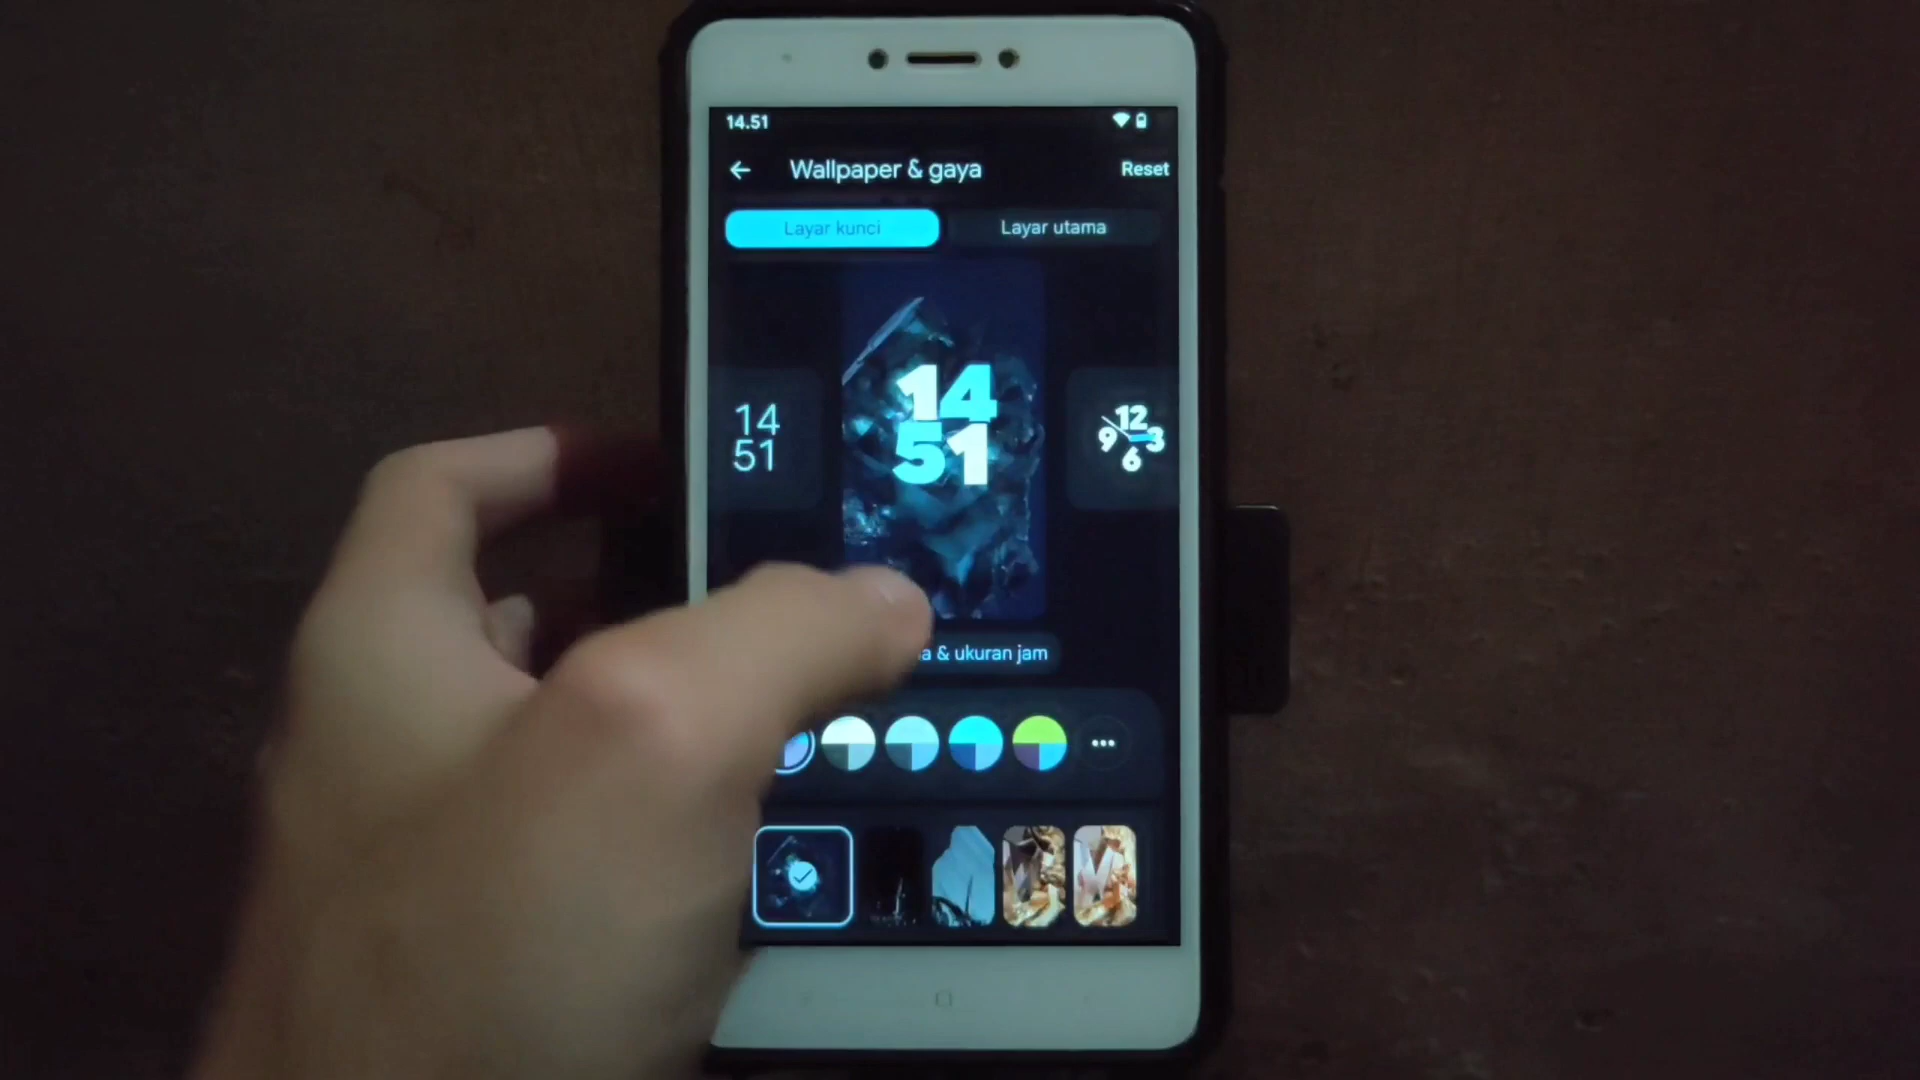 14.51
Wallpaper & gaya
Reset
Layar kunci
Layar utama
14
51
14
51
12
9 3
6
& ukuran jam